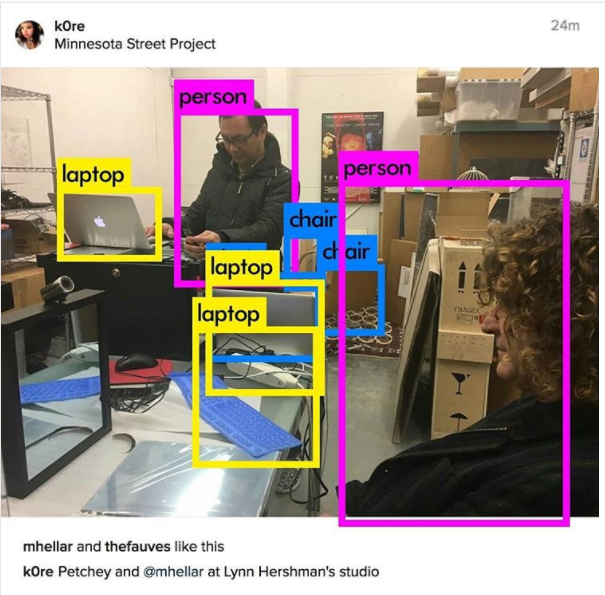 k0re
24m
Minnesota Street Project
person
person
laptop
chair
chair
laptop
laptop
mhellar and thefauves like this
k0re Petchey and @mhellar at Lynn Hershman's studio